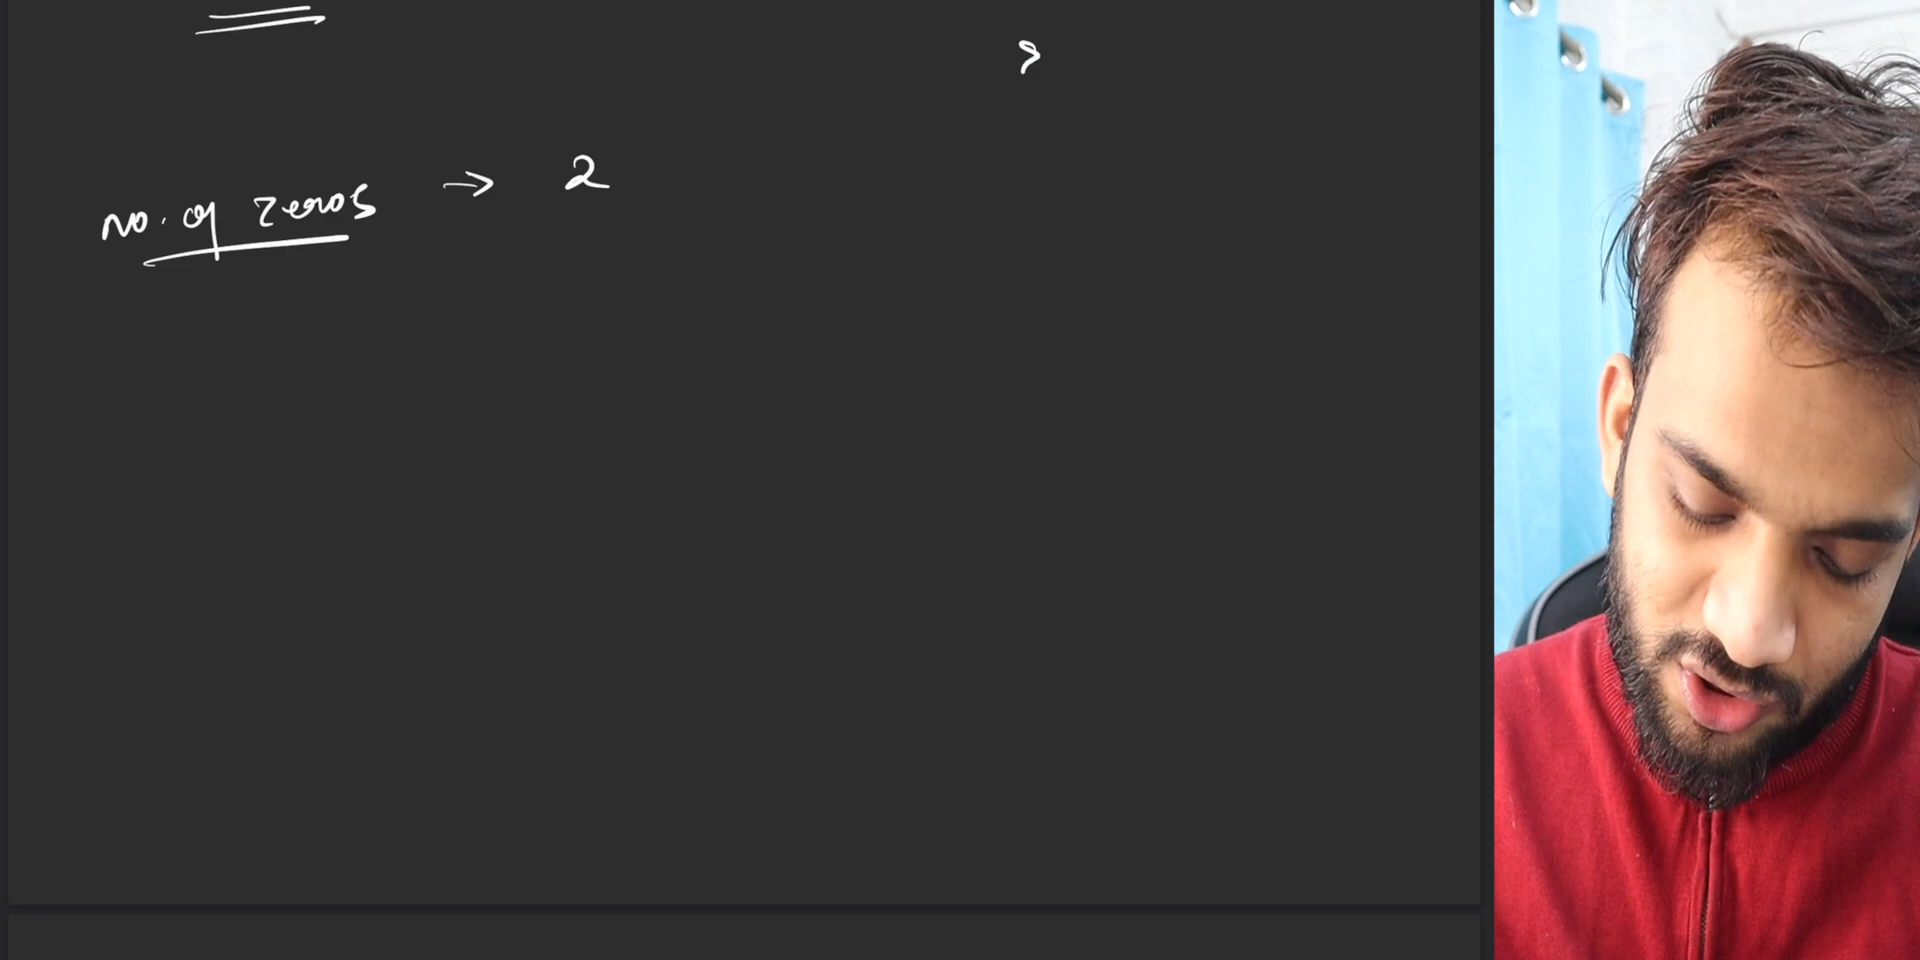 no. of zeros → 2